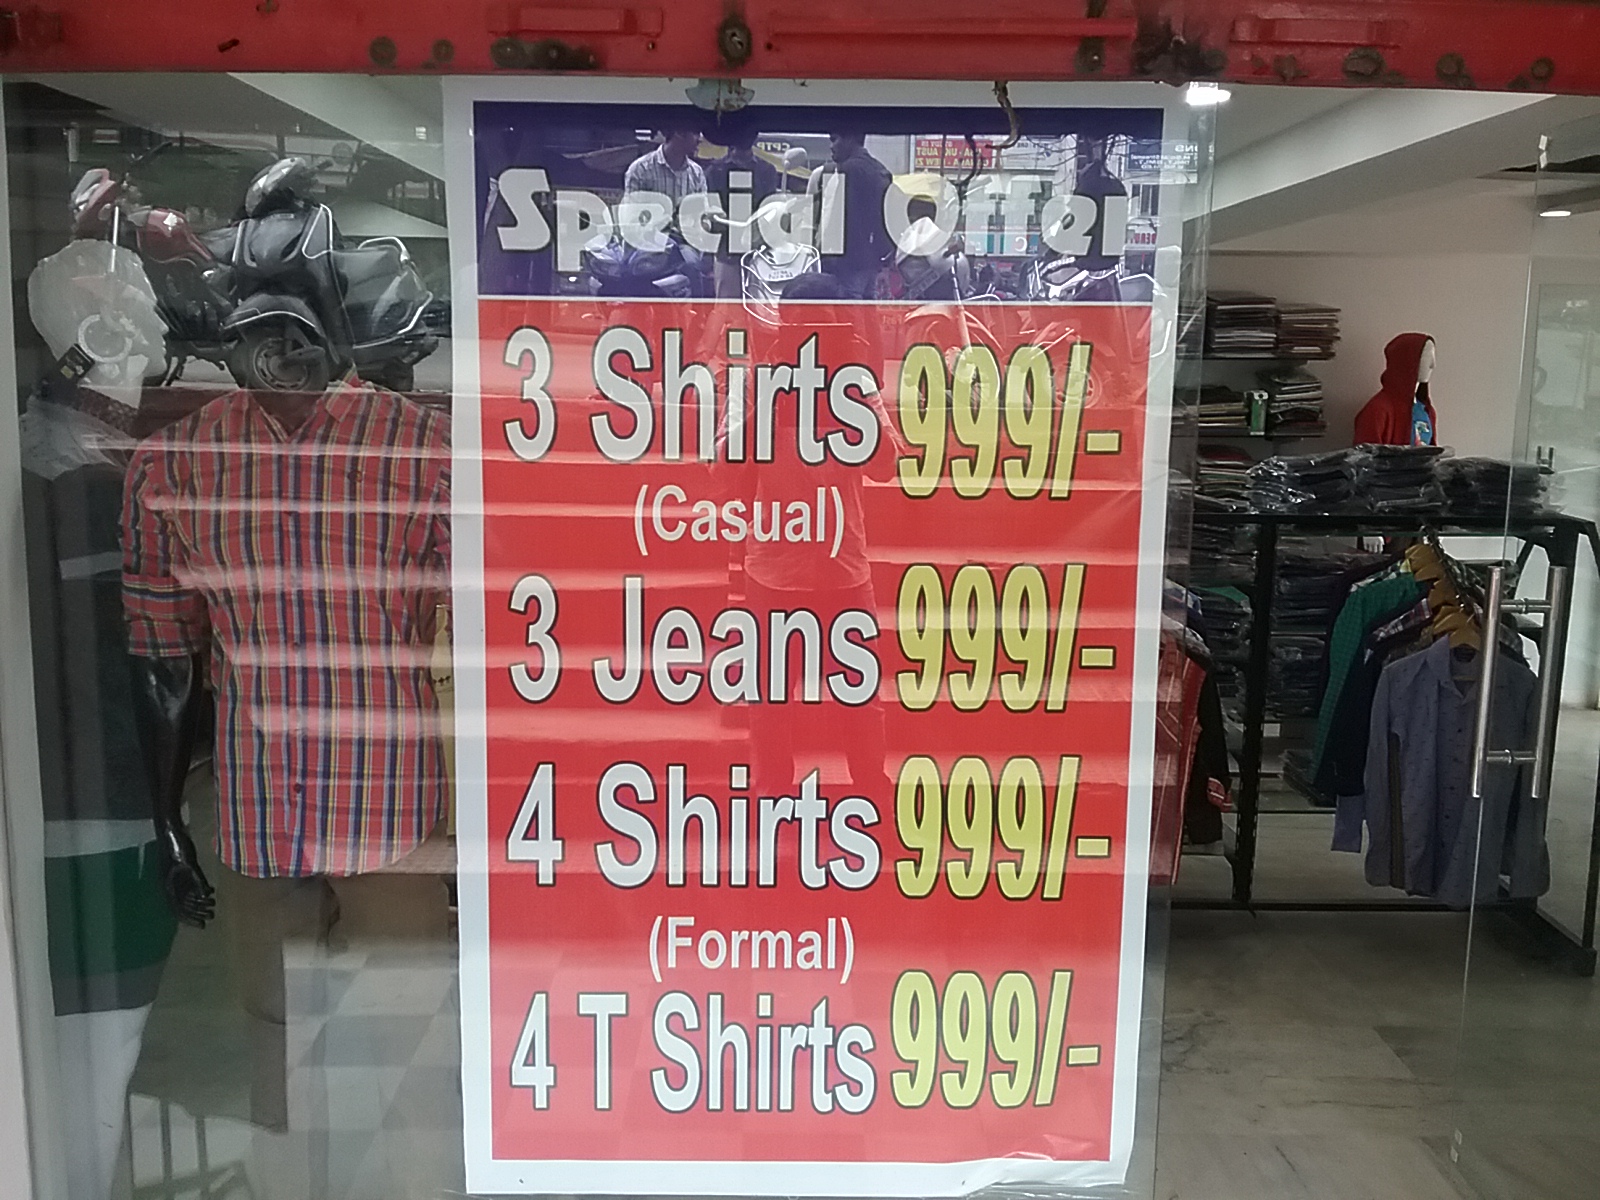 Special Offer
3 Shirts 999/-
(Casual)
3 Jeans 999/-
4 Shirts 999/-
(Formal)
4 T Shirts 999/-